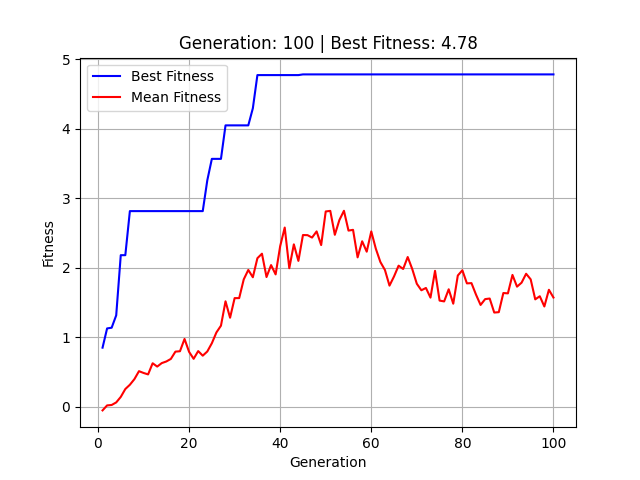 Generation: 100 | Best Fitness: 4.78
Best Fitness
Mean Fitness
5
4
3
2
1
0
Fitness
0 20 40 60 80 100
Generation